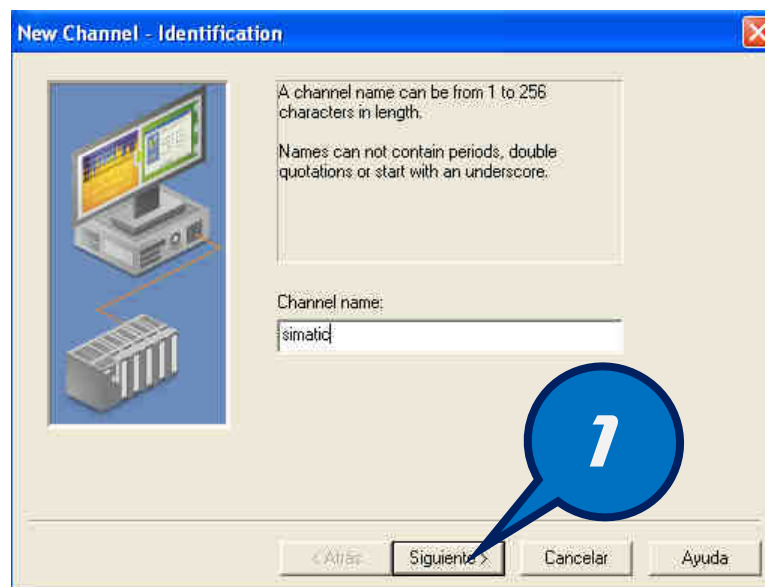 New Channel - Identification
A channel name can be from 1 to 256
characters in length.
Names can not contain periods, double
quotations or start with an underscore.
Channel name:
simatic
< Atrás Siguiente > Cancelar Ayuda